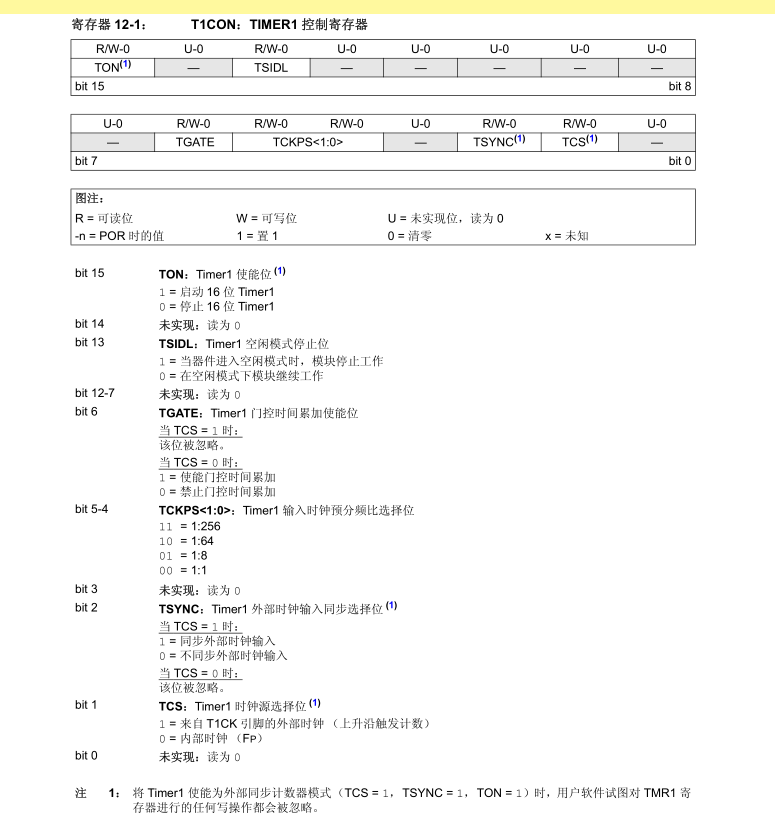 寄存器 12-1： T1CON：TIMER1 控制寄存器
R/W-0 U-0 R/W-0 U-0 U-0 U-0 U-0 U-0
TON(1) — TSIDL — — — — —
bit 15 bit 8
U-0 R/W-0 R/W-0 R/W-0 U-0 R/W-0 R/W-0 U-0
— TGATE TCKPS<1:0> — TSYNC(1) TCS(1) —
bit 7 bit 0
图注：
R = 可读位 W = 可写位 U = 未实现位，读为 0
-n = POR 时的值 1 = 置 1 0 = 清零 x = 未知
bit 15 TON：Timer1 使能位 (1)
1 = 启动 16 位 Timer1
0 = 停止 16 位 Timer1
bit 14 未实现：读为 0
bit 13 TSIDL：Timer1 空闲模式停止位
1 = 当器件进入空闲模式时，模块停止工作
0 = 在空闲模式下模块继续工作
bit 12-7 未实现：读为 0
bit 6 TGATE：Timer1 门控时间累加使能位
当 TCS = 1 时：
该位被忽略。
当 TCS = 0 时：
1 = 使能门控时间累加
0 = 禁止门控时间累加
bit 5-4 TCKPS<1:0>：Timer1 输入时钟预分频比选择位
11 = 1:256
10 = 1:64
01 = 1:8
00 = 1:1
bit 3 未实现：读为 0
bit 2 TSYNC：Timer1 外部时钟输入同步选择位 (1)
当 TCS = 1 时：
1 = 同步外部时钟输入
0 = 不同步外部时钟输入
当 TCS = 0 时：
该位被忽略。
bit 1 TCS：Timer1 时钟源选择位 (1)
1 = 来自 T1CK 引脚的外部时钟 （上升沿触发计数）
0 = 内部时钟 （FP）
bit 0 未实现：读为 0
注 1： 将 Timer1 使能为外部同步计数器模式（TCS = 1，TSYNC = 1，TON = 1）时，用户软件试图对 TMR1 寄
存器进行的任何写操作都会被忽略。